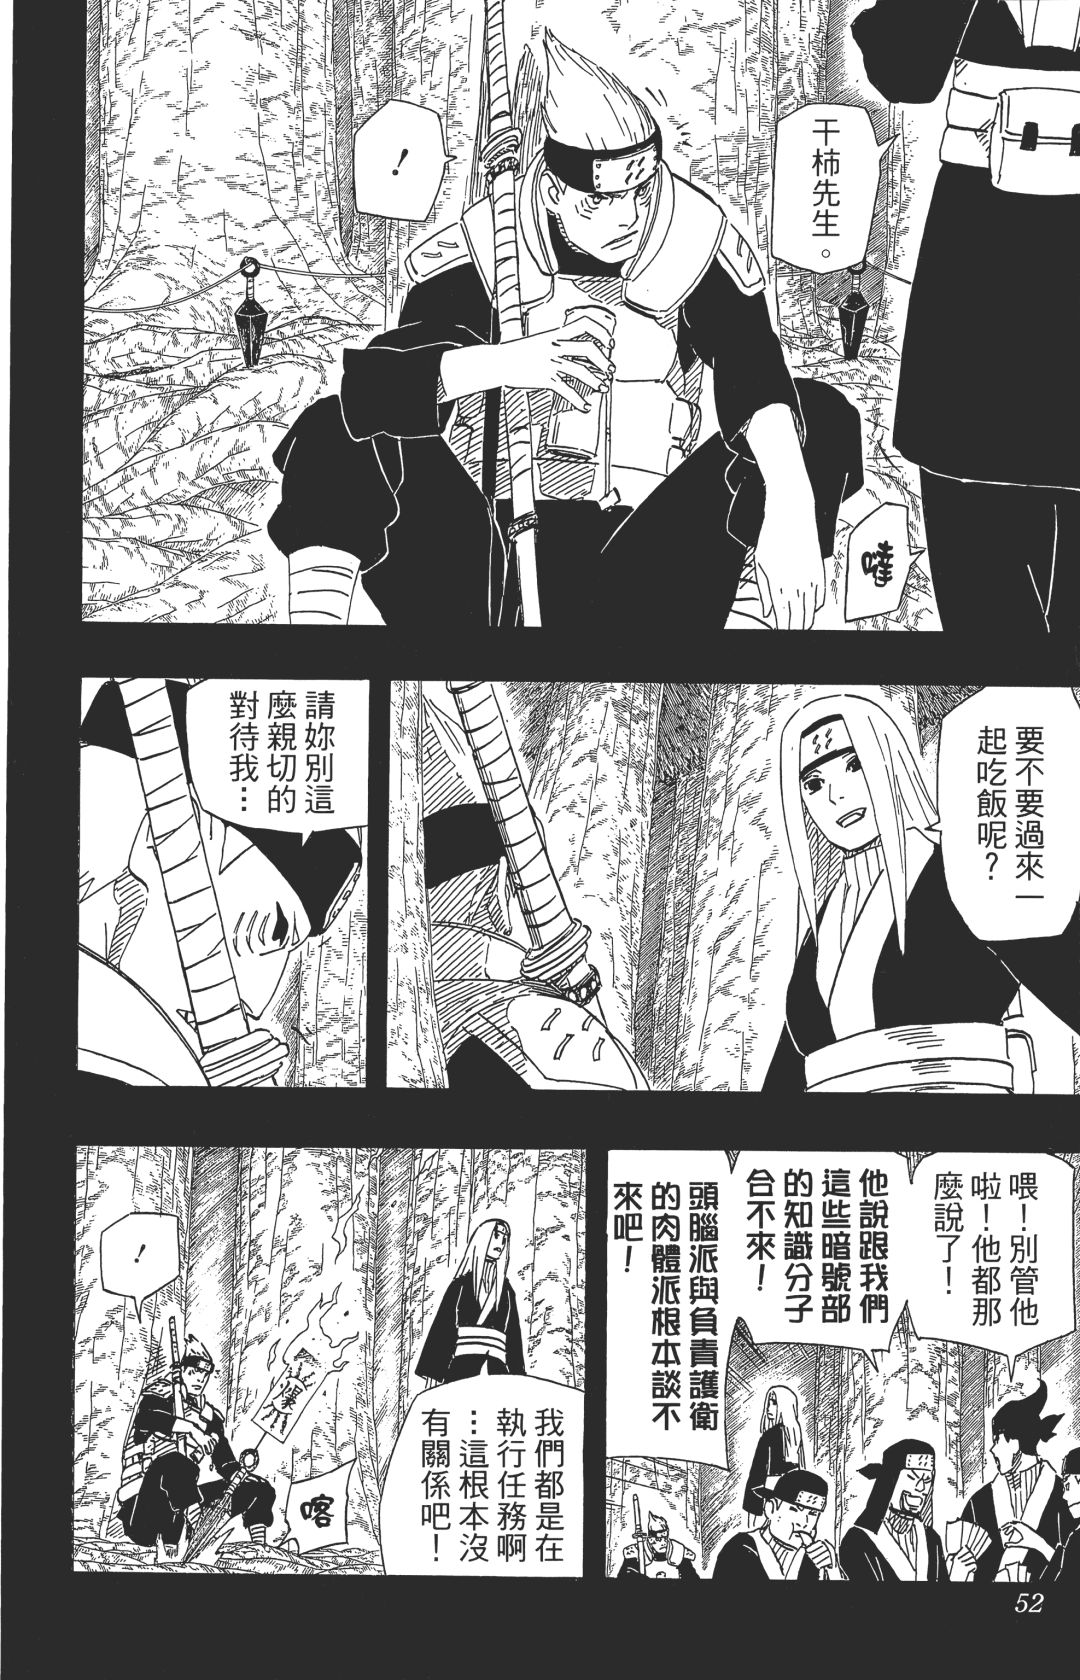 干柿先生。
！
噠
要不要過來一
起吃飯呢？
請妳別這
麼親切的
對待我…
喂！別管他
啦！他都那
麼說了！
他說跟我們
這些暗號部
的知識分子
合不來！
頭腦派與負責護衛
的肉體派根本談不
來吧！
我們都是在
執行任務啊
…這根本沒
有關係吧！
喀
爆
！
52